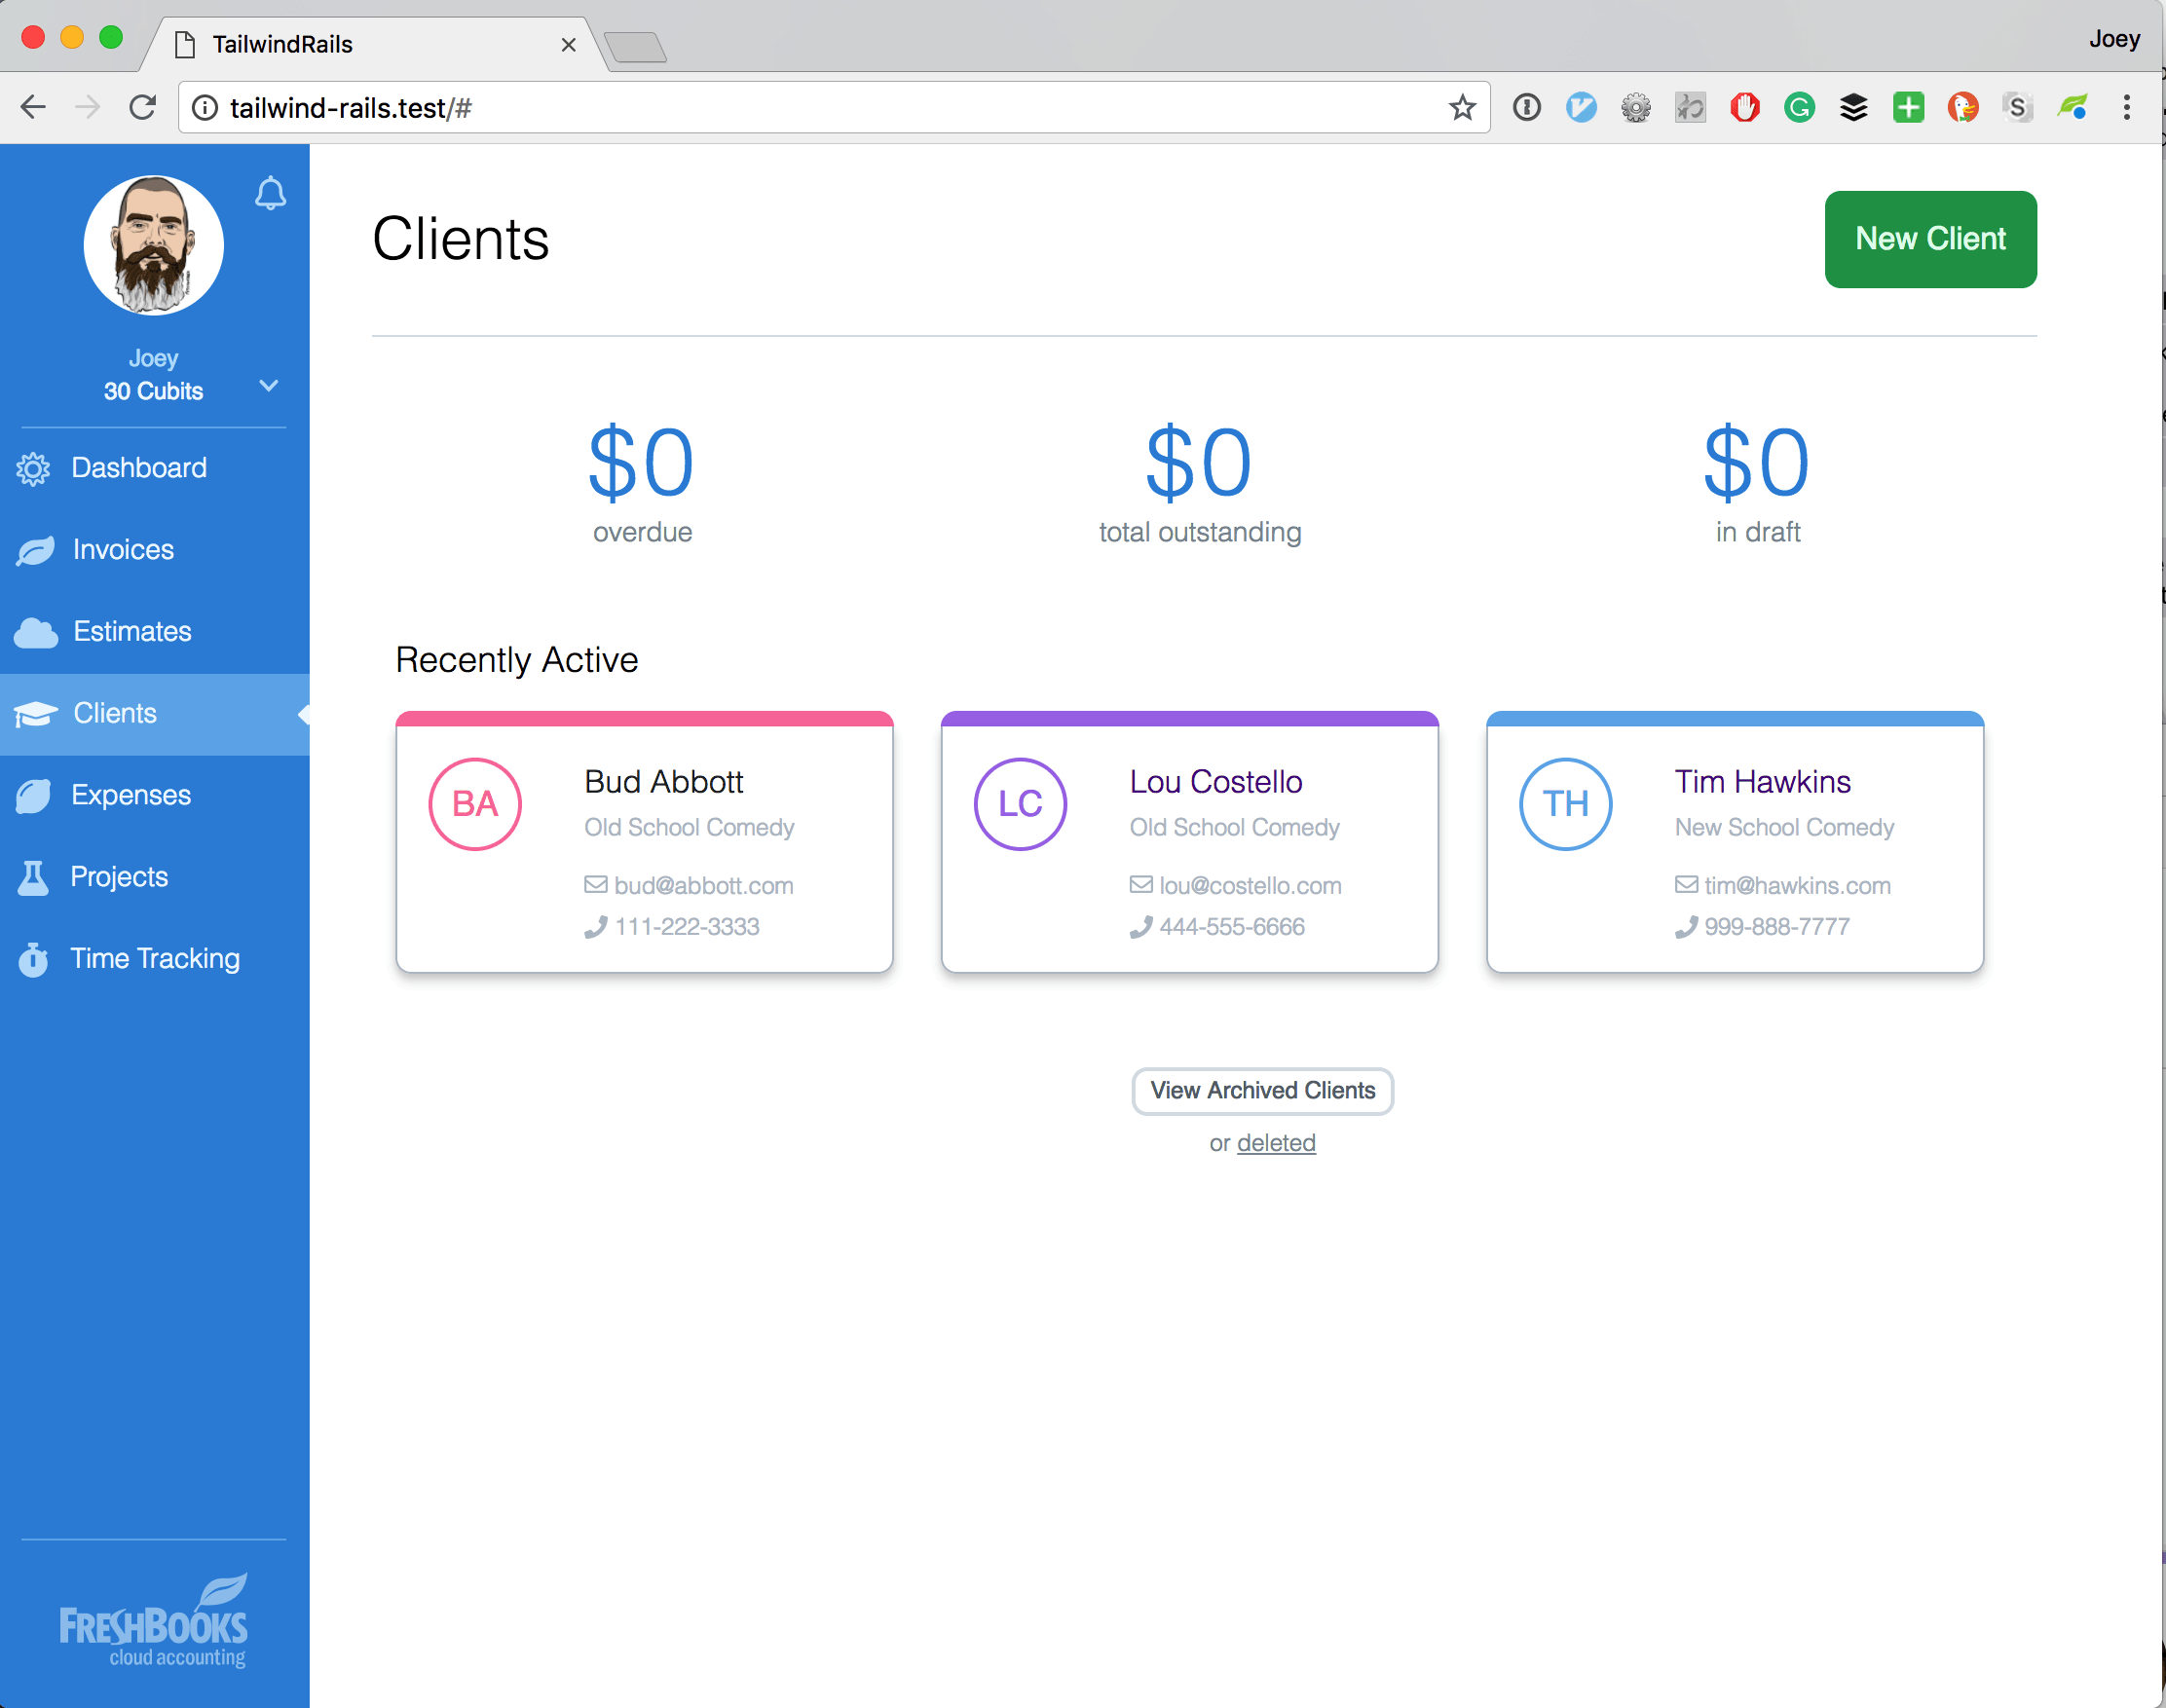 TailwindRails
Joey
tailwind-rails.test/#
Joey
30 Cubits
Dashboard
Invoices
Estimates
Clients
Expenses
Projects
Time Tracking
FRESHBOOKS
cloud accounting
Clients
New Client
$0
overdue
$0
total outstanding
$0
in draft
Recently Active
BA
Bud Abbott
Old School Comedy
bud@abbott.com
111-222-3333
LC
Lou Costello
Old School Comedy
lou@costello.com
444-555-6666
TH
Tim Hawkins
New School Comedy
tim@hawkins.com
999-888-7777
View Archived Clients
or deleted